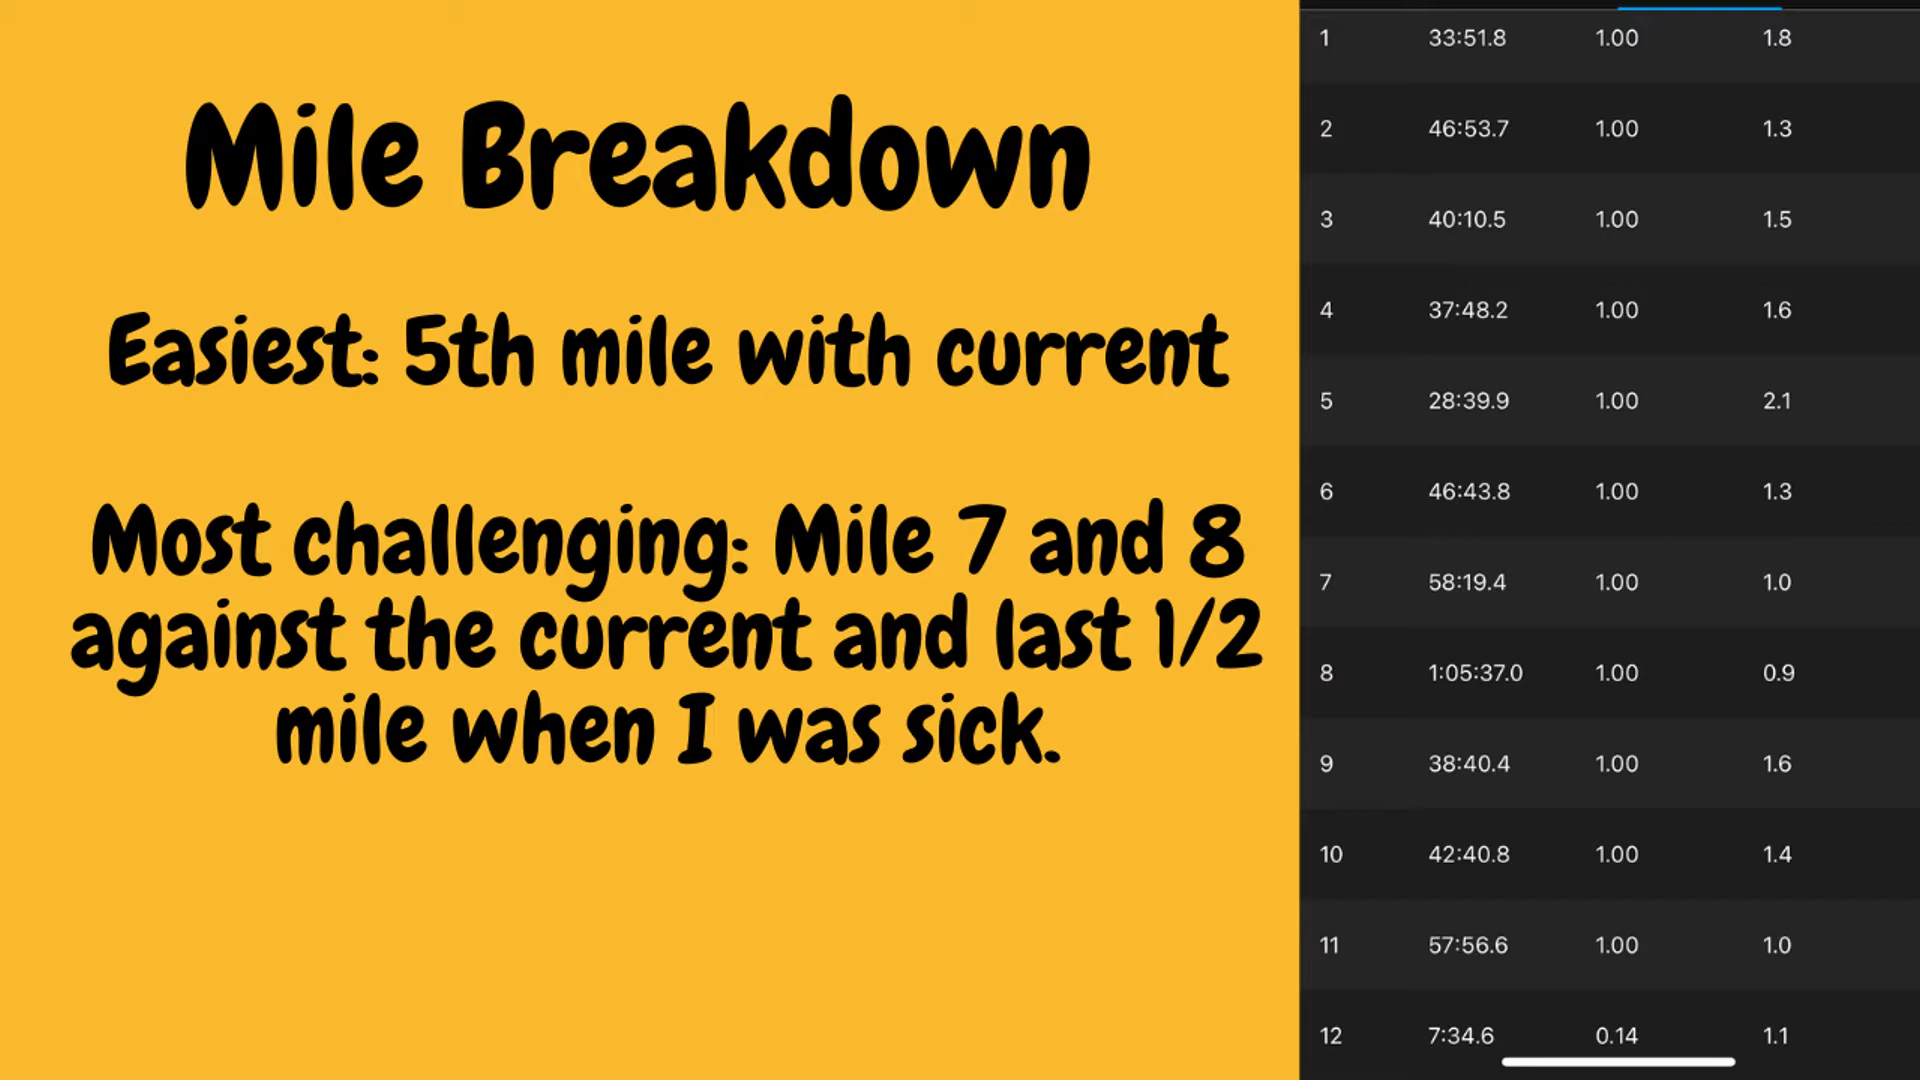 Mile Breakdown
Easiest: 5th mile with current
Most challenging: Mile 7 and 8
against the current and last 1/2
mile when I was sick.
1 33:51.8 1.00 1.8
2 46:53.7 1.00 1.3
3 40:10.5 1.00 1.5
4 37:48.2 1.00 1.6
5 28:39.9 1.00 2.1
6 46:43.8 1.00 1.3
7 58:19.4 1.00 1.0
8 1:05:37.0 1.00 0.9
9 38:40.4 1.00 1.6
10 42:40.8 1.00 1.4
11 57:56.6 1.00 1.0
12 7:34.6 0.14 1.1